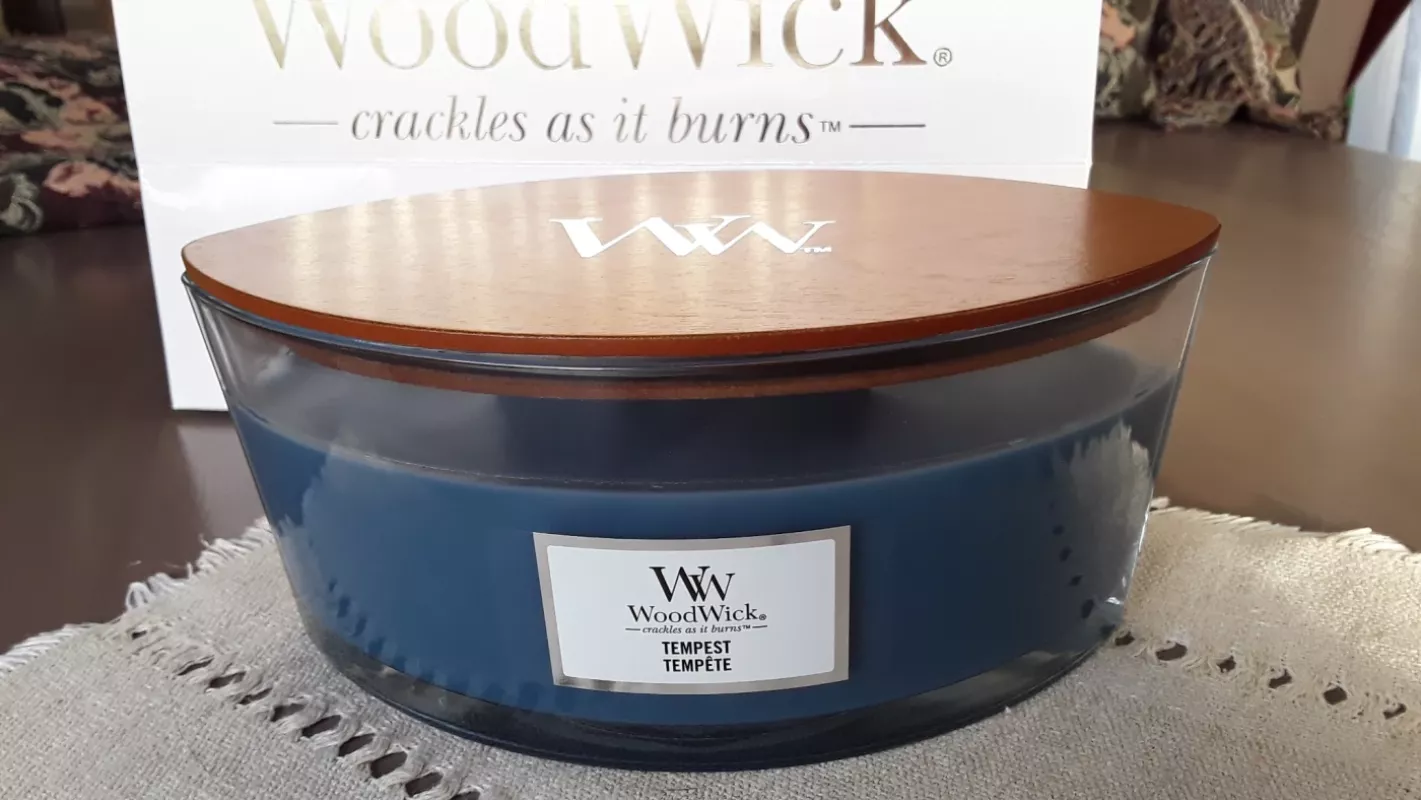 WoodWick®
crackles as it burns™
WW™
WW
WoodWick®
crackles as it burns™
TEMPEST
TEMPÊTE